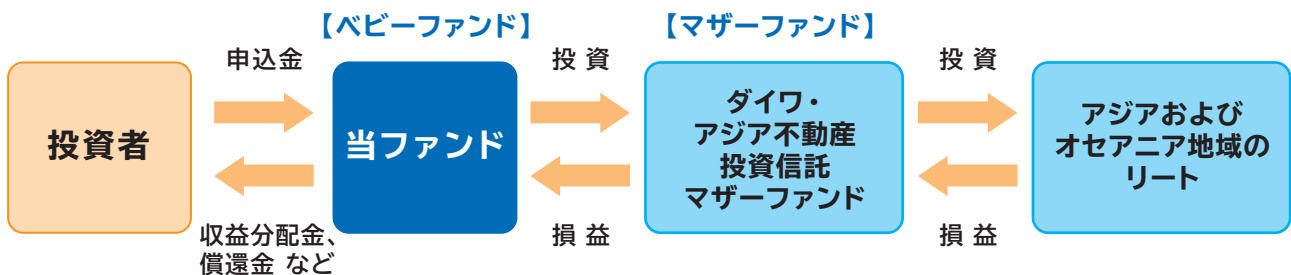 【ベビーファンド】
【マザーファンド】
申込金
投 資
投 資
投資者
当ファンド
ダイワ・
アジア不動産
投資信託
マザーファンド
アジアおよび
オセアニア地域の
リート
収益分配金、
償還金 など
損 益
損 益